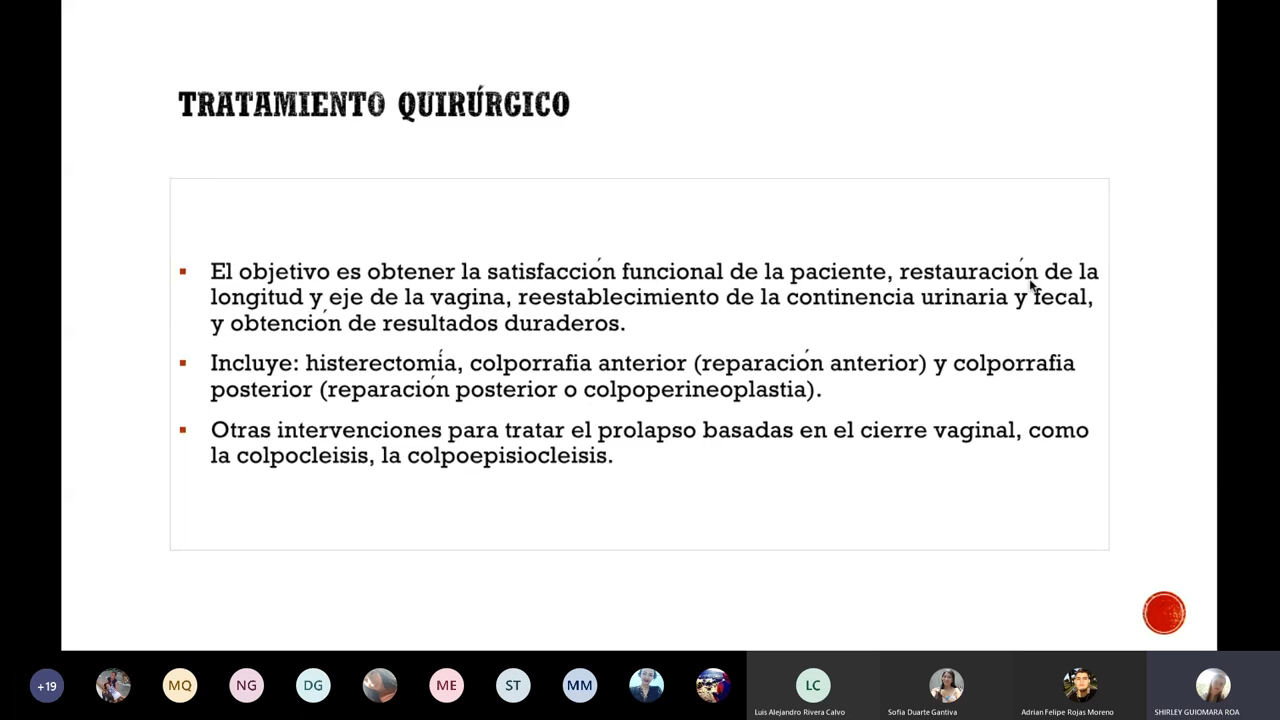 TRATAMIENTO QUIRÚRGICO
▪ El objetivo es obtener la satisfacción funcional de la paciente, restauración de la
longitud y eje de la vagina, reestablecimiento de la continencia urinaria y fecal,
y obtención de resultados duraderos.
▪ Incluye: histerectomía, colporrafia anterior (reparación anterior) y colporrafia
posterior (reparación posterior o colpoperineoplastia).
▪ Otras intervenciones para tratar el prolapso basadas en el cierre vaginal, como
la colpocleisis, la colpoepisiocleisis.
+19 MQ NG DG ME ST MM LC
Luis Alejandro Rivera Calvo Sofia Duarte Gantiva Adrian Felipe Rojas Moreno SHIRLEY GUIOMARA ROA